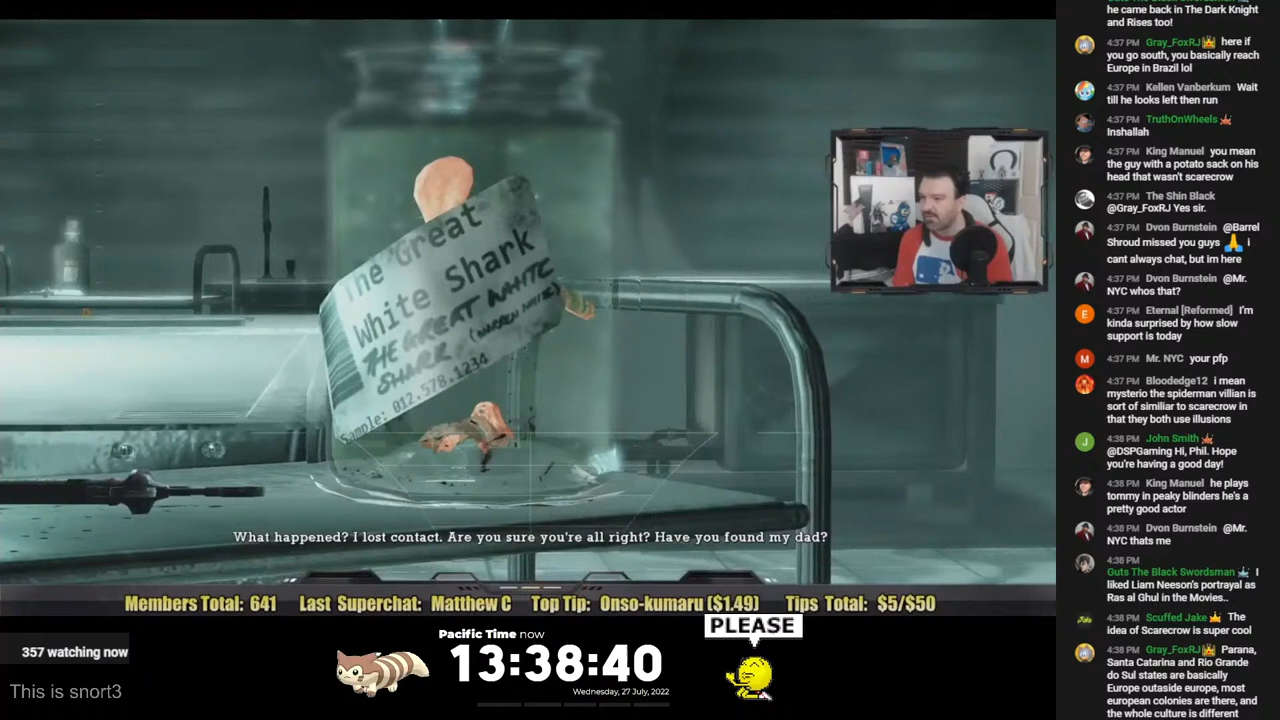 The Great
White Shark
THE GREAT WHITE
SHARK (WARREN WHITE)
Sample: 012.578.1234
What happened? I lost contact. Are you sure you're all right? Have you found my dad?
Members Total: 641 Last Superchat: Matthew C Top Tip: Onso-kumaru ($1.49) Tips Total: $5/$50
357 watching now
This is snort3
Pacific Time now
13:38:40
Wednesday, 27 July, 2022
PLEASE
he came back in The Dark Knight
and Rises too!
4:37 PM Gray_FoxRJ here if
you go south, you basically reach
Europe in Brazil lol
4:37 PM Kellen Vanberkum Wait
till he looks left then run
4:37 PM TruthOnWheels
Inshallah
4:37 PM King Manuel you mean
the guy with a potato sack on his
head that wasn't scarecrow
4:37 PM The Shin Black
@Gray_FoxRJ Yes sir.
4:37 PM Dvon Burnstein @Barrel
Shroud missed you guys 🙏 i
cant always chat, but im here
4:37 PM Dvon Burnstein @Mr.
NYC whos that?
E
4:37 PM Eternal [Reformed] I'm
kinda surprised by how slow
support is today
M
4:37 PM Mr. NYC your pfp
4:37 PM Bloodedge12 i mean
mysterio the spiderman villian is
sort of similiar to scarecrow in
that they both use illusions
J
4:38 PM John Smith
@DSPGaming Hi, Phil. Hope
you're having a good day!
4:38 PM King Manuel he plays
tommy in peaky blinders he's a
pretty good actor
4:38 PM Dvon Burnstein @Mr.
NYC thats me
4:38 PM
Guts The Black Swordsman I
liked Liam Neeson's portrayal as
Ras al Ghul in the Movies..
4:38 PM Scuffed Jake The
idea of Scarecrow is super cool
4:38 PM Gray_FoxRJ Parana,
Santa Catarina and Rio Grande
do Sul states are basically
Europe outaside europe, most
european colonies are there, and
the whole culture is different